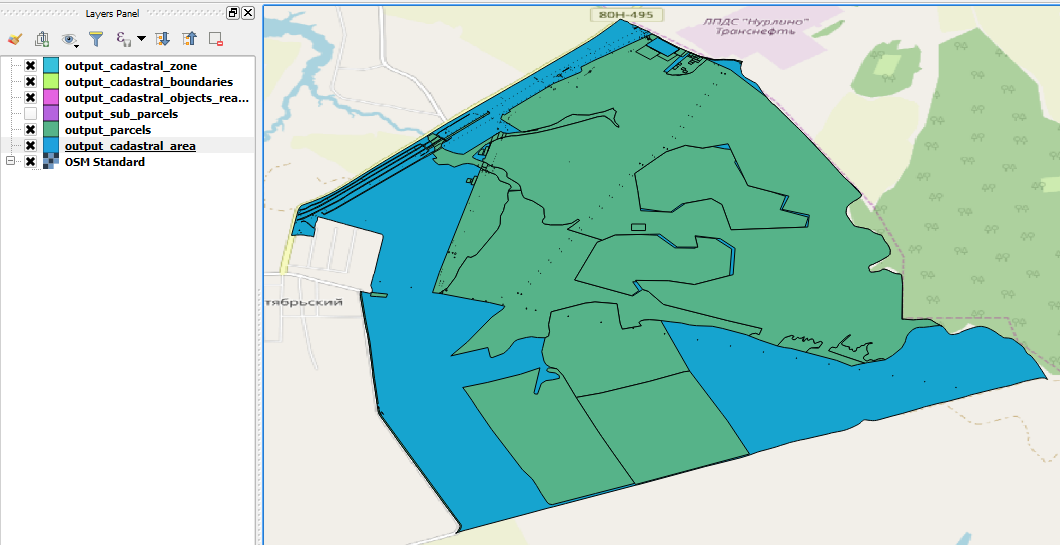 Layers Panel
output_cadastral_zone
output_cadastral_boundaries
output_cadastral_objects_rea...
output_sub_parcels
output_parcels
output_cadastral_area
OSM Standard
80Н-495
ЛПДС "Нурлино"
Транснефть
тябрьский